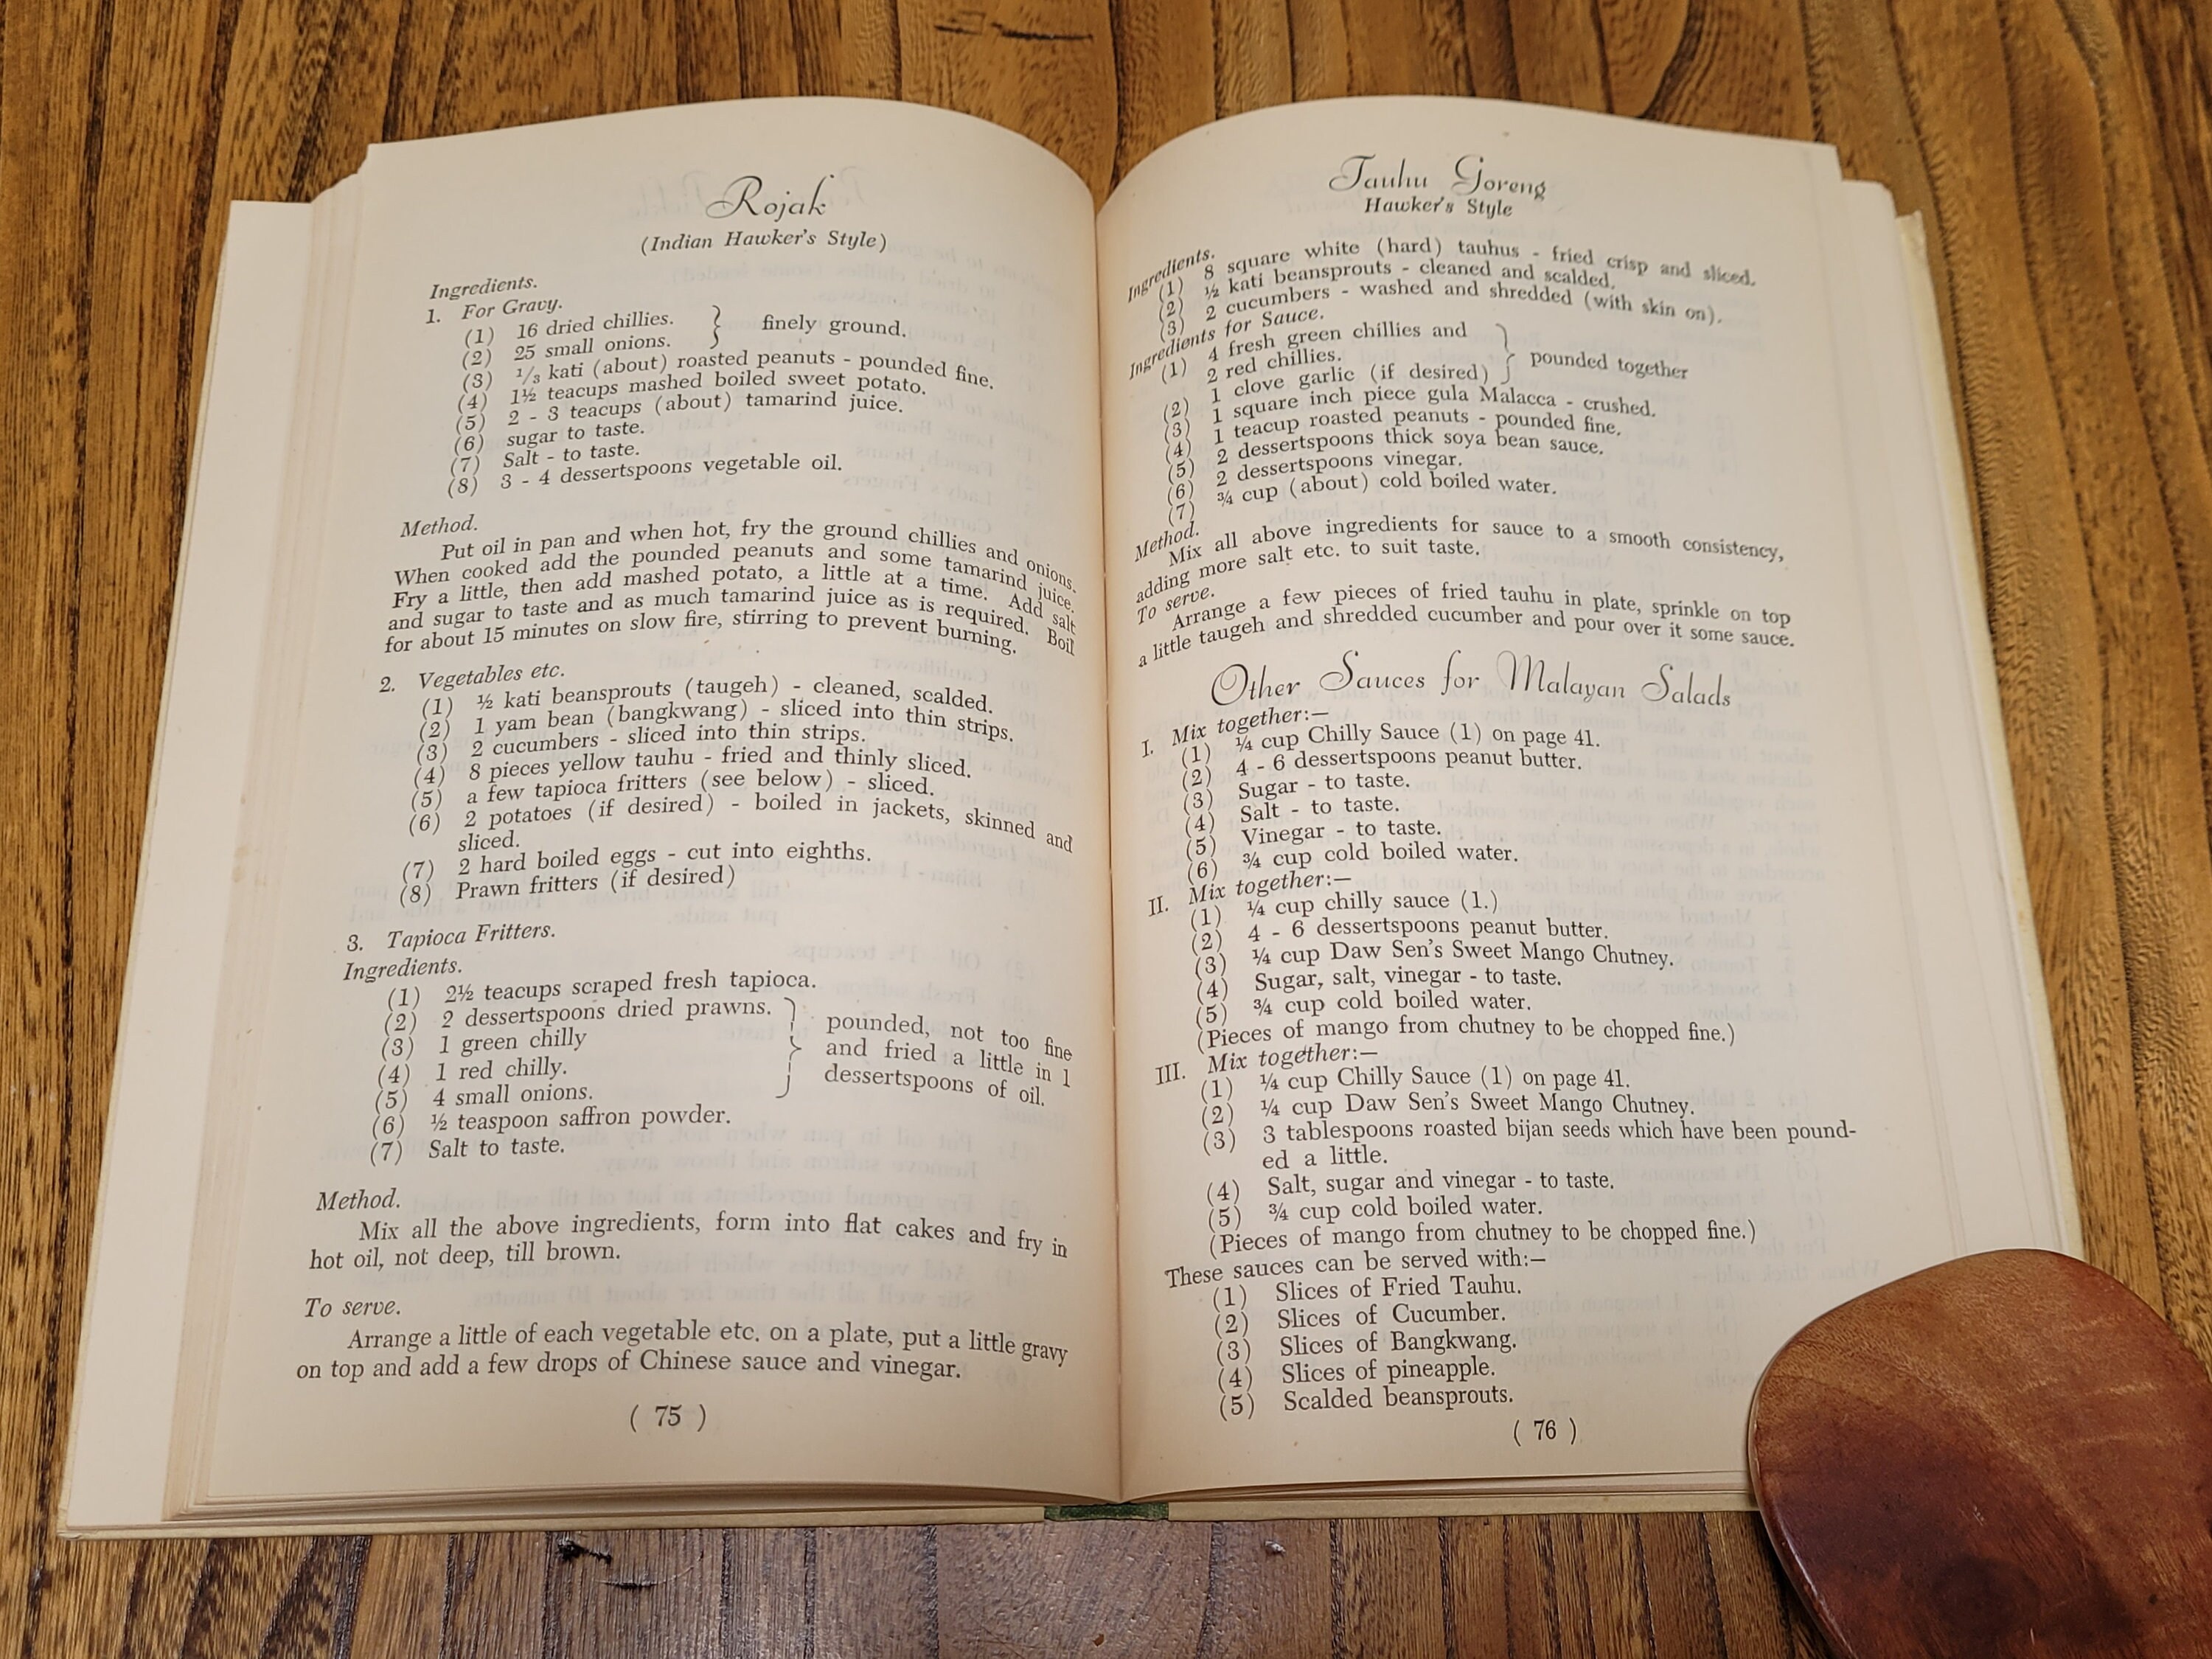 Rojak
(Indian Hawker's Style)
Ingredients.
1. For Gravy.
(1) 16 dried chillies.
(2) 25 small onions. } finely ground.
(3) 1/3 kati (about) roasted peanuts - pounded fine.
(4) 1½ teacups mashed boiled sweet potato.
(5) 2 - 3 teacups (about) tamarind juice.
(6) sugar to taste.
(7) Salt - to taste.
(8) 3 - 4 dessertspoons vegetable oil.
Method.
Put oil in pan and when hot, fry the ground chillies and onions.
When cooked add the pounded peanuts and some tamarind juice.
Fry a little, then add mashed potato, a little at a time. Add salt
and sugar to taste and as much tamarind juice as is required. Boil
for about 15 minutes on slow fire, stirring to prevent burning.
2. Vegetables etc.
(1) ½ kati beansprouts (taugeh) - cleaned, scalded.
(2) 1 yam bean (bangkwang) - sliced into thin strips.
(3) 2 cucumbers - sliced into thin strips.
(4) 8 pieces yellow tauhu - fried and thinly sliced.
(5) a few tapioca fritters (see below) - sliced.
(6) 2 potatoes (if desired) - boiled in jackets, skinned and
sliced.
(7) 2 hard boiled eggs - cut into eighths.
(8) Prawn fritters (if desired)
3. Tapioca Fritters.
Ingredients.
(1) 2½ teacups scraped fresh tapioca.
(2) 2 dessertspoons dried prawns. } pounded, not too fine
(3) 1 green chilly and fried a little in 1
(4) 1 red chilly. dessertspoons of oil.
(5) 4 small onions.
(6) ½ teaspoon saffron powder.
(7) Salt to taste.
Method.
Mix all the above ingredients, form into flat cakes and fry in
hot oil, not deep, till brown.
To serve.
Arrange a little of each vegetable etc. on a plate, put a little gravy
on top and add a few drops of Chinese sauce and vinegar.
( 75 )
Tauhu Goreng
Hawker's Style
Ingredients.
(1) 8 square white (hard) tauhus - fried crisp and sliced.
(2) ½ kati beansprouts - cleaned and scalded.
(3) 2 cucumbers - washed and shredded (with skin on).
Ingredients for Sauce.
(1) 4 fresh green chillies and
2 red chillies. } pounded together
1 clove garlic (if desired)
(2) 1 square inch piece gula Malacca - crushed.
(3) 1 teacup roasted peanuts - pounded fine.
(4) 2 dessertspoons thick soya bean sauce.
(5) 2 dessertspoons vinegar.
(6) ¾ cup (about) cold boiled water.
(7)
Method.
Mix all above ingredients for sauce to a smooth consistency,
adding more salt etc. to suit taste.
To serve.
Arrange a few pieces of fried tauhu in plate, sprinkle on top
a little taugeh and shredded cucumber and pour over it some sauce.
Other Sauces for Malayan Salads
I. Mix together:—
(1) ¼ cup Chilly Sauce (1) on page 41.
(2) 4 - 6 dessertspoons peanut butter.
(3) Sugar - to taste.
(4) Salt - to taste.
(5) Vinegar - to taste.
(6) ¾ cup cold boiled water.
II. Mix together:—
(1) ¼ cup chilly sauce (1.)
(2) 4 - 6 dessertspoons peanut butter.
(3) ¼ cup Daw Sen's Sweet Mango Chutney.
(4) Sugar, salt, vinegar - to taste.
(5) ¾ cup cold boiled water.
(Pieces of mango from chutney to be chopped fine.)
III. Mix together:—
(1) ¼ cup Chilly Sauce (1) on page 41.
(2) ¼ cup Daw Sen's Sweet Mango Chutney.
(3) 3 tablespoons roasted bijan seeds which have been pound-
ed a little.
(4) Salt, sugar and vinegar - to taste.
(5) ¾ cup cold boiled water.
(Pieces of mango from chutney to be chopped fine.)
These sauces can be served with:—
(1) Slices of Fried Tauhu.
(2) Slices of Cucumber.
(3) Slices of Bangkwang.
(4) Slices of pineapple.
(5) Scalded beansprouts.
( 76 )